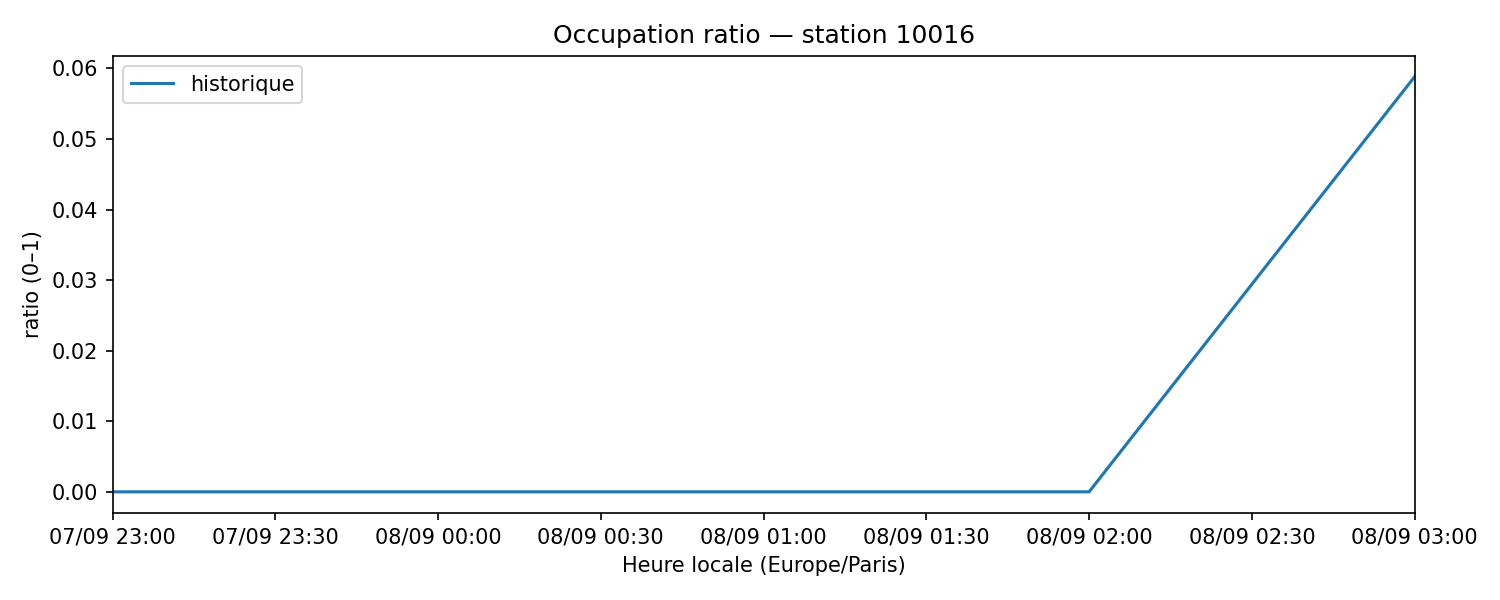 Occupation ratio — station 10016
historique
0.06
0.05
0.04
0.03
0.02
0.01
0.00
ratio (0–1)
07/09 23:00 07/09 23:30 08/09 00:00 08/09 00:30 08/09 01:00 08/09 01:30 08/09 02:00 08/09 02:30 08/09 03:00
Heure locale (Europe/Paris)